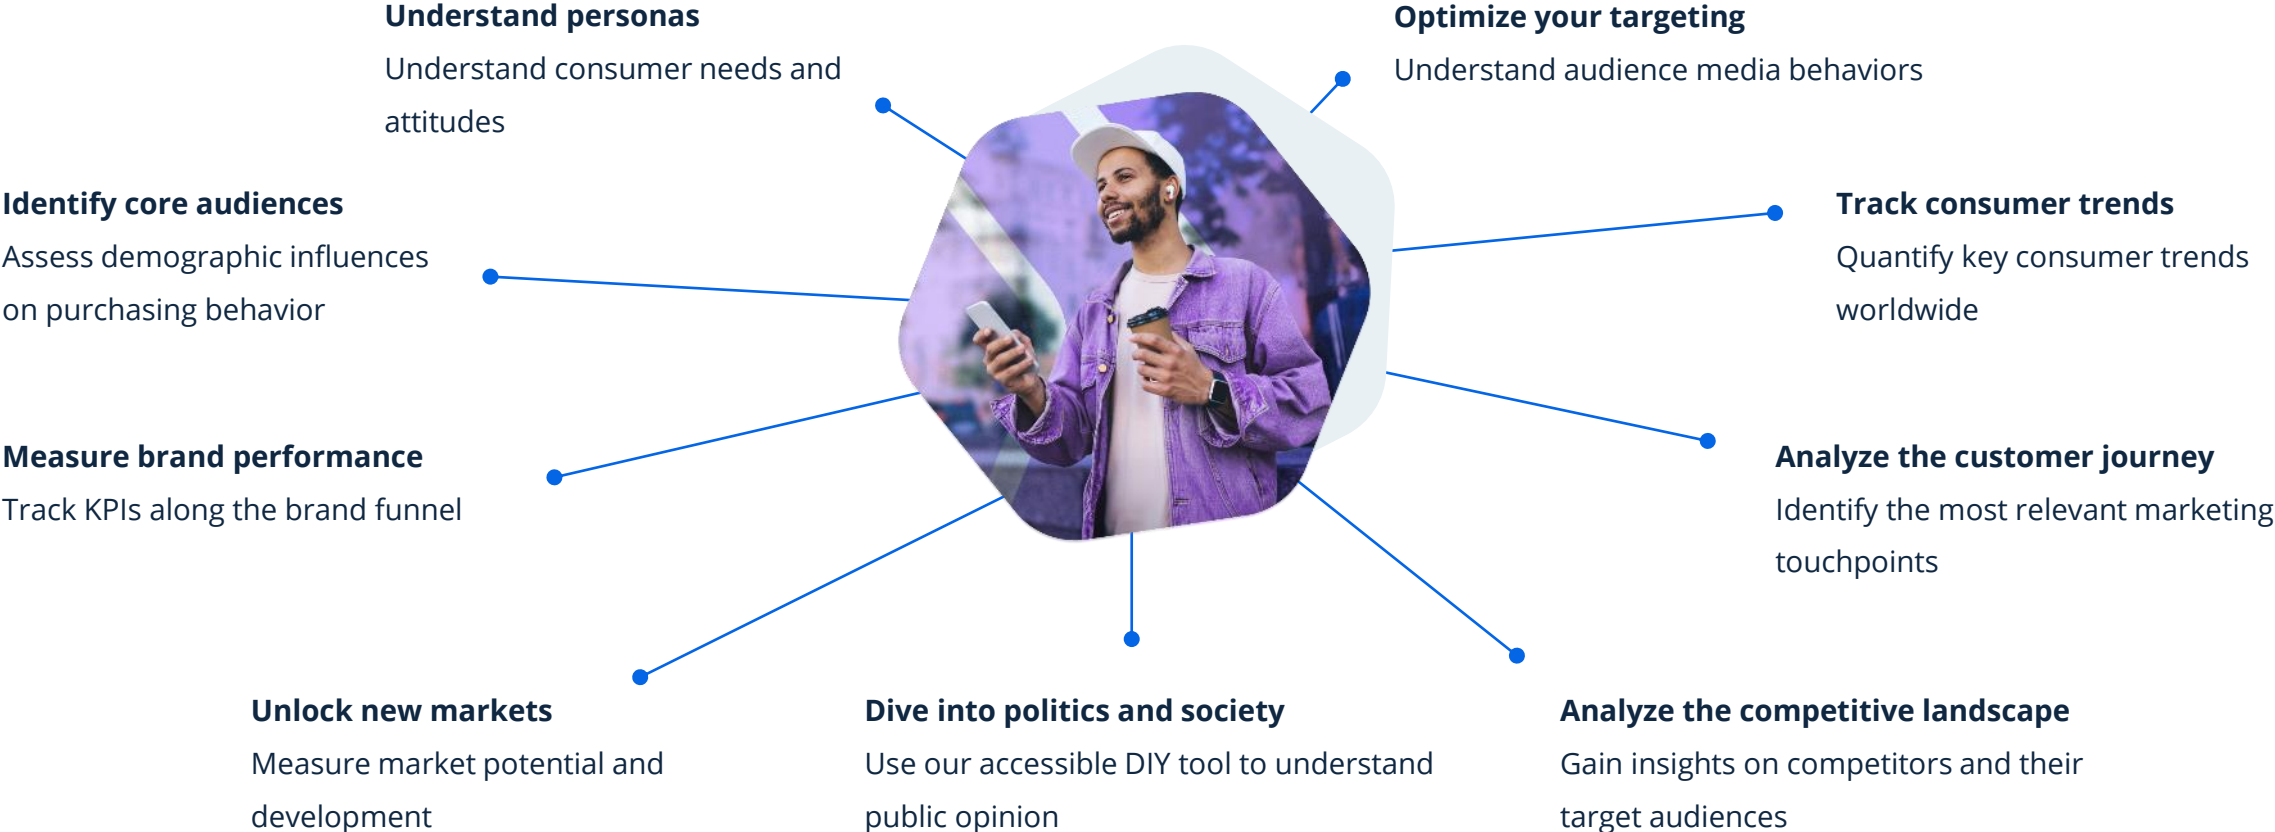 Understand personas
Understand consumer needs and
attitudes
Optimize your targeting
Understand audience media behaviors
Identify core audiences
Assess demographic influences
on purchasing behavior
Track consumer trends
Quantify key consumer trends
worldwide
Measure brand performance
Track KPIs along the brand funnel
Analyze the customer journey
Identify the most relevant marketing
touchpoints
Unlock new markets
Measure market potential and
development
Dive into politics and society
Use our accessible DIY tool to understand
public opinion
Analyze the competitive landscape
Gain insights on competitors and their
target audiences